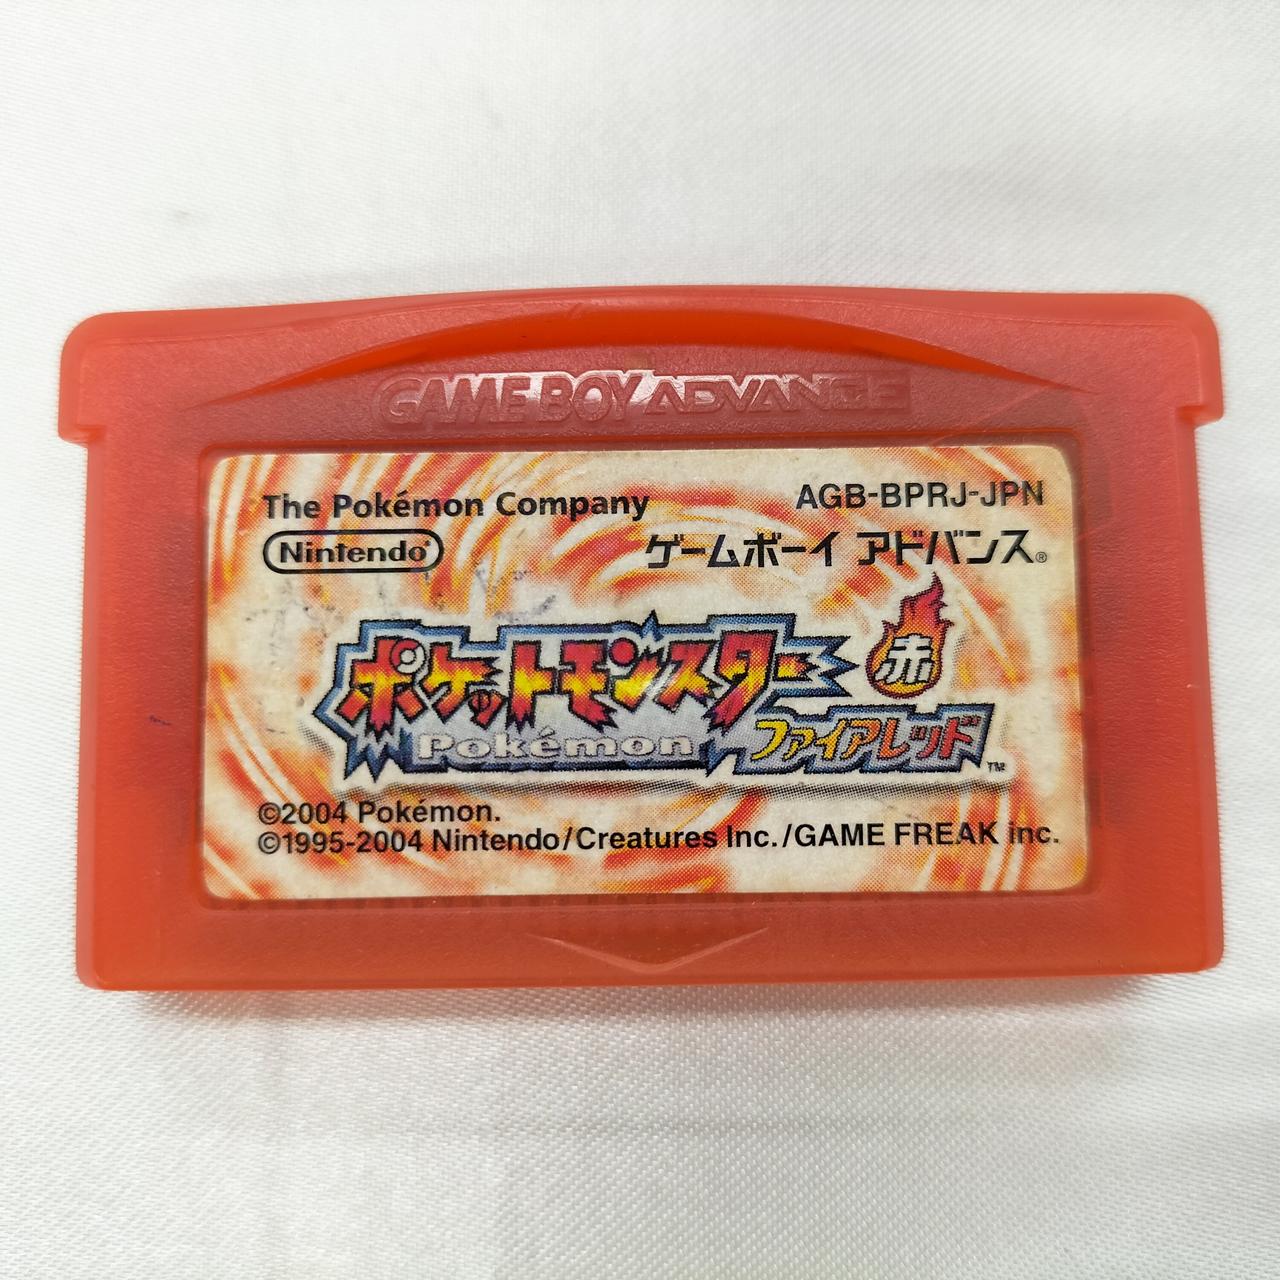 GAME BOY ADVANCE
The Pokémon Company
AGB-BPRJ-JPN
Nintendo®
ゲームボーイ アドバンス®
ポケットモンスター
赤
Pokémon
ファイアレッド
™
©2004 Pokémon.
©1995-2004 Nintendo/Creatures Inc./GAME FREAK inc.